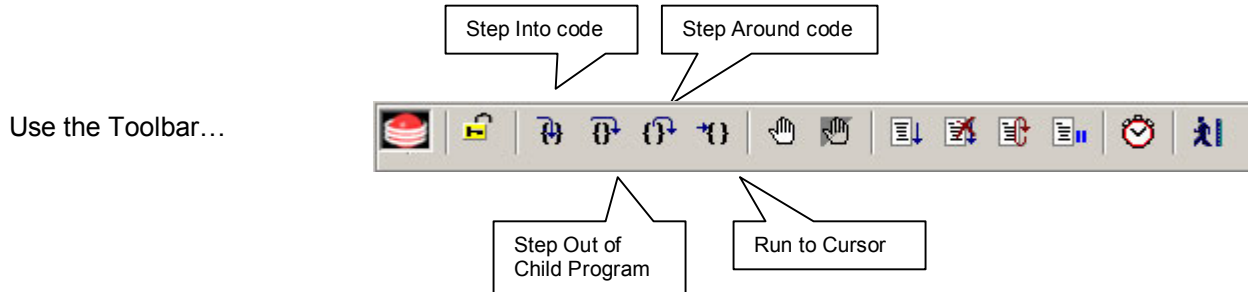 Step Into code
Step Around code
Use the Toolbar…
Step Out of
Child Program
Run to Cursor